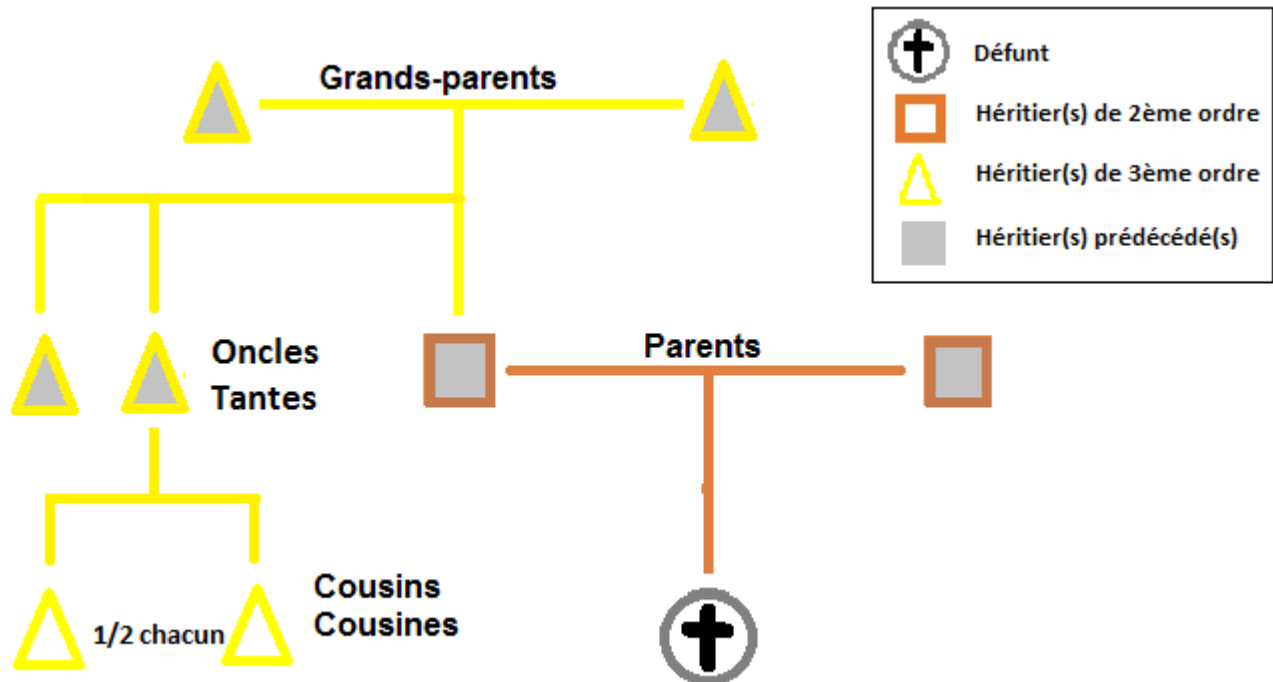 Grands-parents
Défunt
Héritier(s) de 2ème ordre
Héritier(s) de 3ème ordre
Héritier(s) prédécédé(s)
Oncles
Tantes
Parents
Cousins
Cousines
1/2 chacun